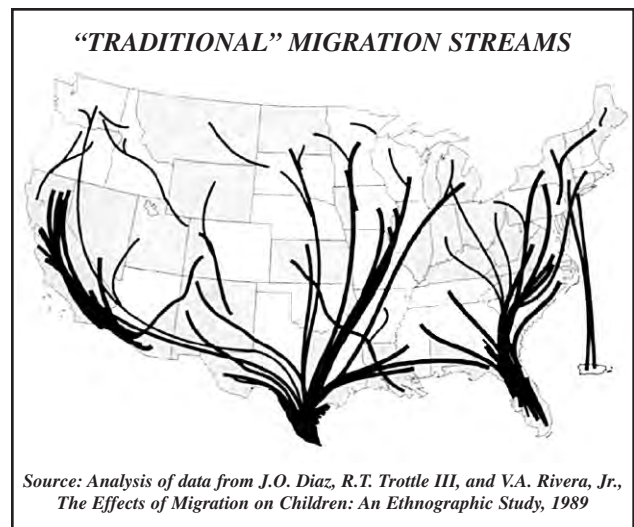 “TRADITIONAL” MIGRATION STREAMS
Source: Analysis of data from J.O. Diaz, R.T. Trottle III, and V.A. Rivera, Jr.,
The Effects of Migration on Children: An Ethnographic Study, 1989